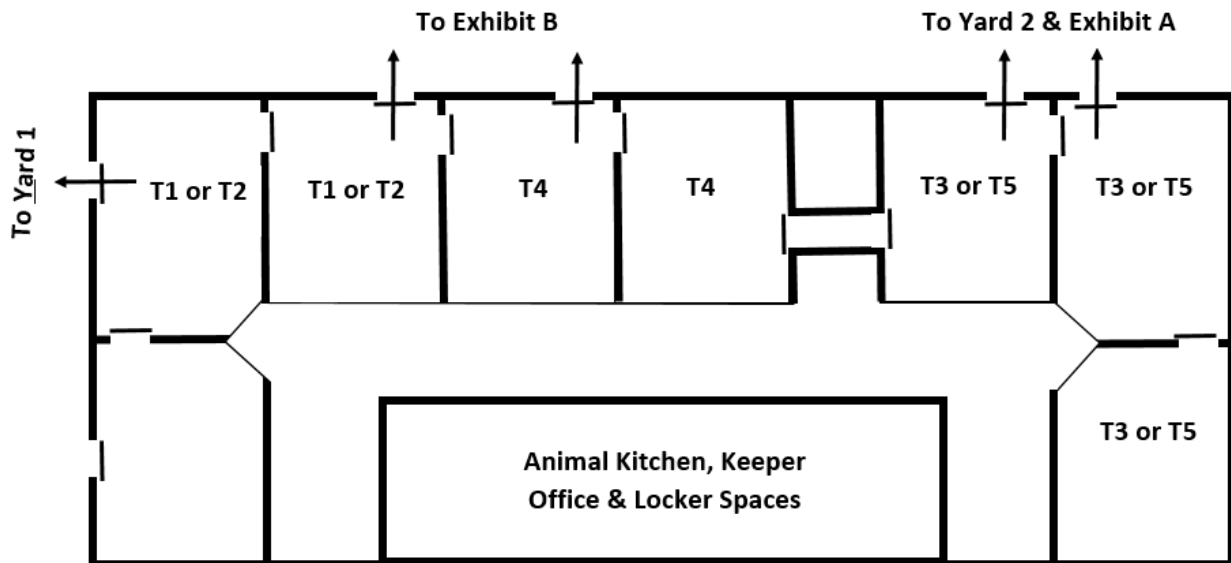 To Exhibit B
To Yard 2 & Exhibit A
To Yard 1
T1 or T2
T1 or T2
T4
T4
T3 or T5
T3 or T5
T3 or T5
Animal Kitchen, Keeper
Office & Locker Spaces